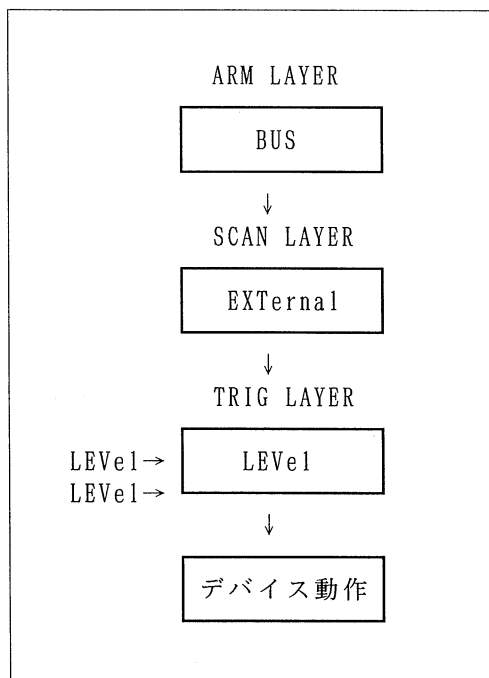 ARM LAYER
BUS
↓
SCAN LAYER
EXTernal
↓
TRIG LAYER
LEVel→
LEVel
LEVel→
↓
デバイス動作